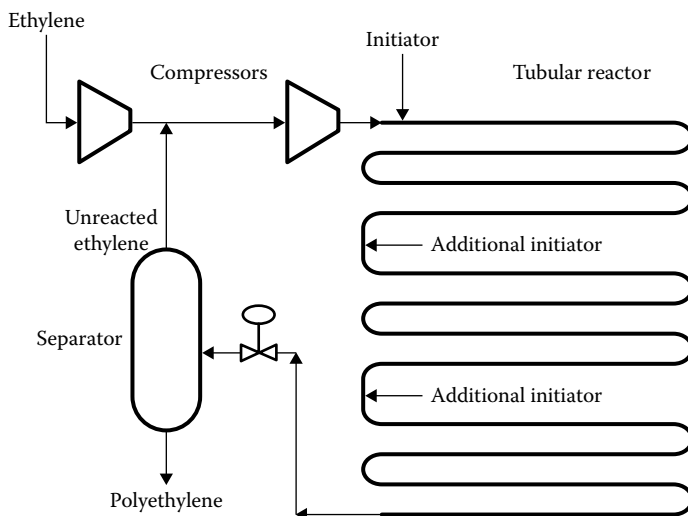 Ethylene
Compressors
Initiator
Tubular reactor
Unreacted
ethylene
Additional initiator
Separator
Additional initiator
Polyethylene